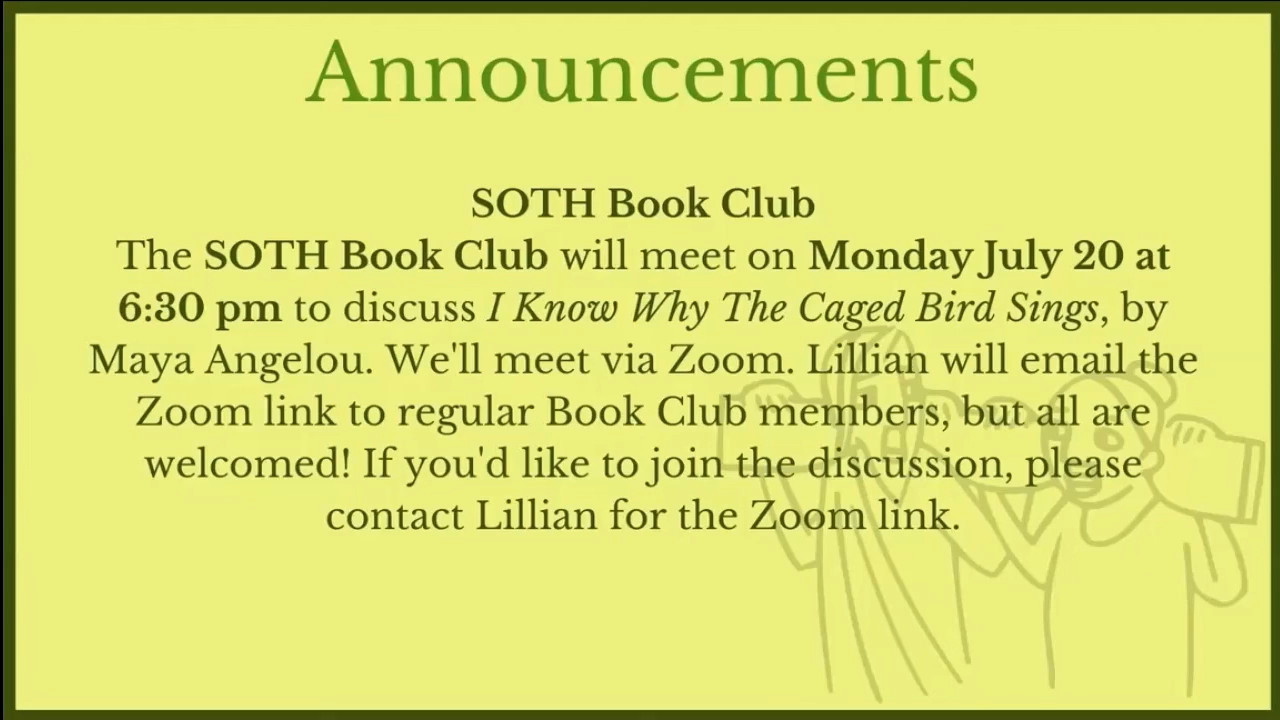 Announcements
SOTH Book Club
The SOTH Book Club will meet on Monday July 20 at
6:30 pm to discuss I Know Why The Caged Bird Sings, by
Maya Angelou. We'll meet via Zoom. Lillian will email the
Zoom link to regular Book Club members, but all are
welcomed! If you'd like to join the discussion, please
contact Lillian for the Zoom link.